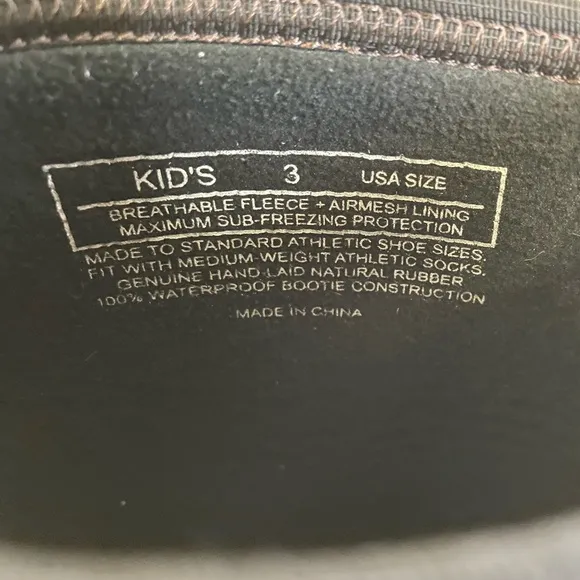 KID'S 3 USA SIZE
BREATHABLE FLEECE + AIRMESH LINING
MAXIMUM SUB-FREEZING PROTECTION
MADE TO STANDARD ATHLETIC SHOE SIZES.
FIT WITH MEDIUM-WEIGHT ATHLETIC SOCKS.
GENUINE HAND LAID NATURAL RUBBER
100% WATERPROOF BOOTIE CONSTRUCTION
MADE IN CHINA